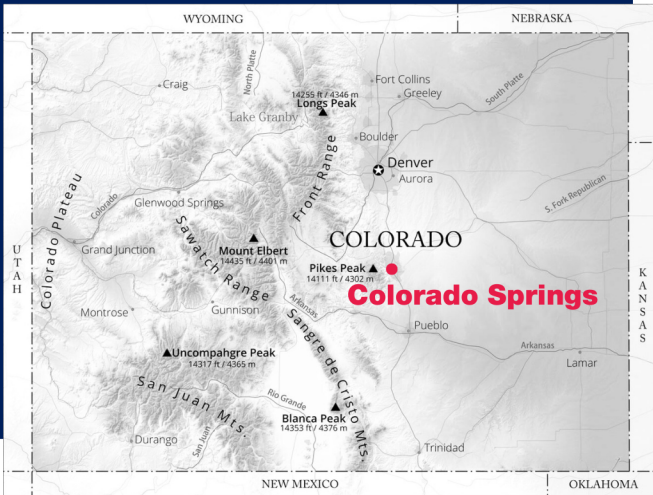 WYOMING
NEBRASKA
Craig
North Platte
14255 ft / 4346 m
Longs Peak
Fort Collins
Greeley
South Platte
Lake Granby
Boulder
Denver
Aurora
Front Range
S. Fork Republican
Colorado Plateau
Colorado
Glenwood Springs
Sawatch Range
UTAH
Grand Junction
Mount Elbert
14435 ft / 4401 m
COLORADO
Pikes Peak
14111 ft / 4302 m
Colorado Springs
KANSAS
Montrose
Gunnison
Arkansas
Pueblo
Sangre de Cristo Mts.
Uncompahgre Peak
14317 ft / 4365 m
Arkansas
Lamar
San Juan Mts.
Rio Grande
Blanca Peak
14353 ft / 4376 m
Durango
San Juan
Trinidad
NEW MEXICO
OKLAHOMA